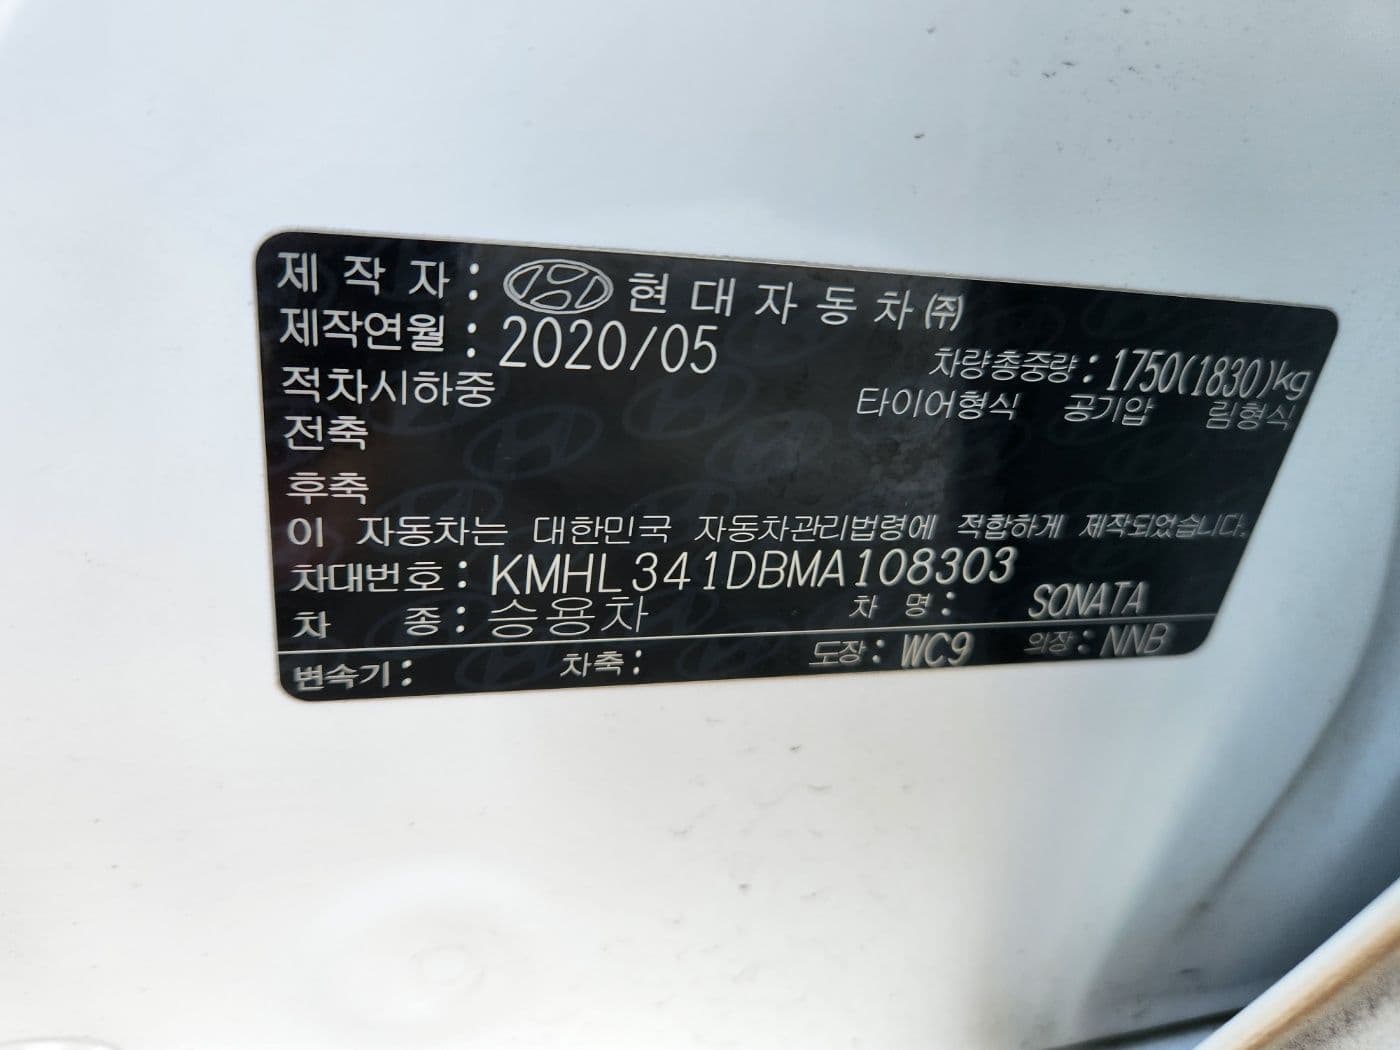 제 작 자 : 현 대 자 동 차 ㈜
제작연월 : 2020/05
차량총중량 : 1750(1830)kg
적차시하중 타이어형식 공기압 림형식
전축
후축
이 자동차는 대한민국 자동차관리법령에 적합하게 제작되었습니다.
차대번호 : KMHL341DBMA108303
차 종 : 승용차 차 명 : SONATA
변속기 : 차축 : 도장 : WC9 의장 : NNB